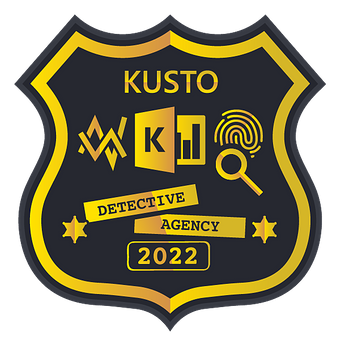 KUSTO
K
DETECTIVE
AGENCY
2022